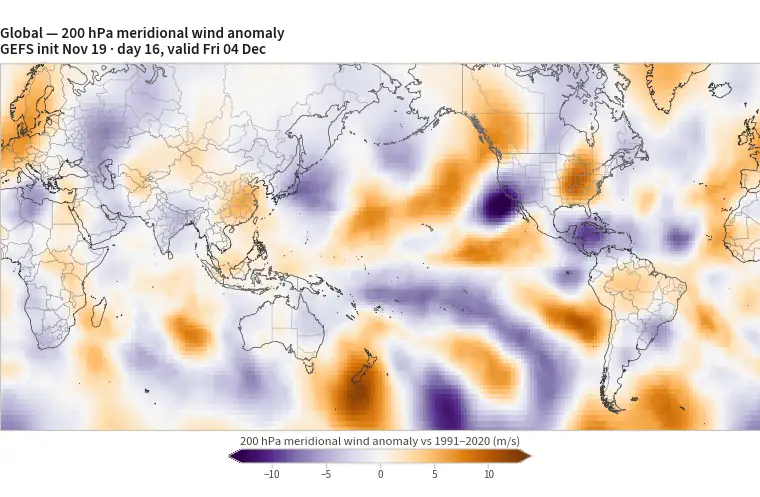 Global — 200 hPa meridional wind anomaly
GEFS init Nov 19 · day 16, valid Fri 04 Dec
200 hPa meridional wind anomaly vs 1991–2020 (m/s)
−10 −5 0 5 10